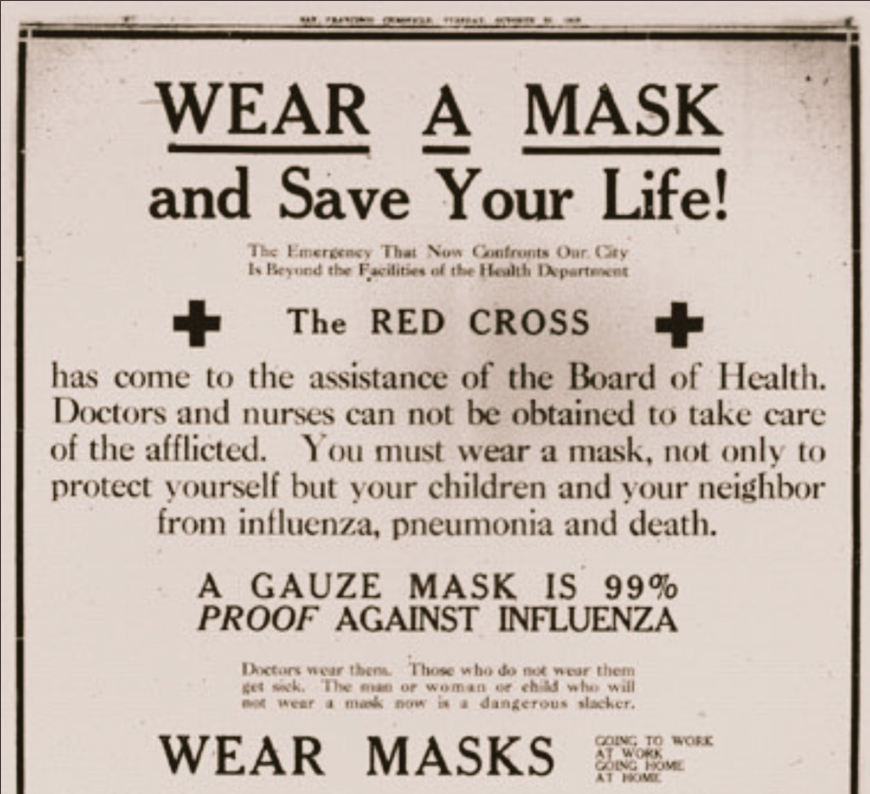 SAN FRANCISCO CHRONICLE, TUESDAY, OCTOBER
WEAR A MASK
and Save Your Life!
The Emergency That Now Confronts Our City
Is Beyond the Facilities of the Health Department
The RED CROSS
has come to the assistance of the Board of Health.
Doctors and nurses can not be obtained to take care
of the afflicted. You must wear a mask, not only to
protect yourself but your children and your neighbor
from influenza, pneumonia and death.
A GAUZE MASK IS 99%
PROOF AGAINST INFLUENZA
Doctors wear them. Those who do not wear them
get sick. The man or woman or child who will
not wear a mask now is a dangerous slacker.
WEAR MASKS
GOING TO WORK
AT WORK
GOING HOME
AT HOME